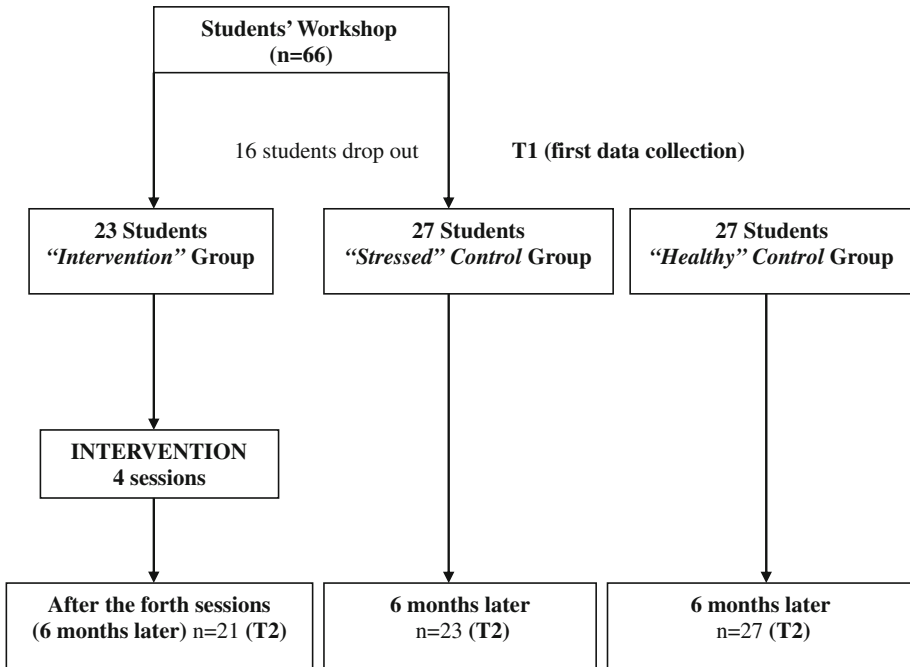 Students’ Workshop
(n=66)
16 students drop out
T1 (first data collection)
23 Students
“Intervention” Group
27 Students
“Stressed” Control Group
27 Students
“Healthy” Control Group
INTERVENTION
4 sessions
After the forth sessions
(6 months later) n=21 (T2)
6 months later
n=23 (T2)
6 months later
n=27 (T2)